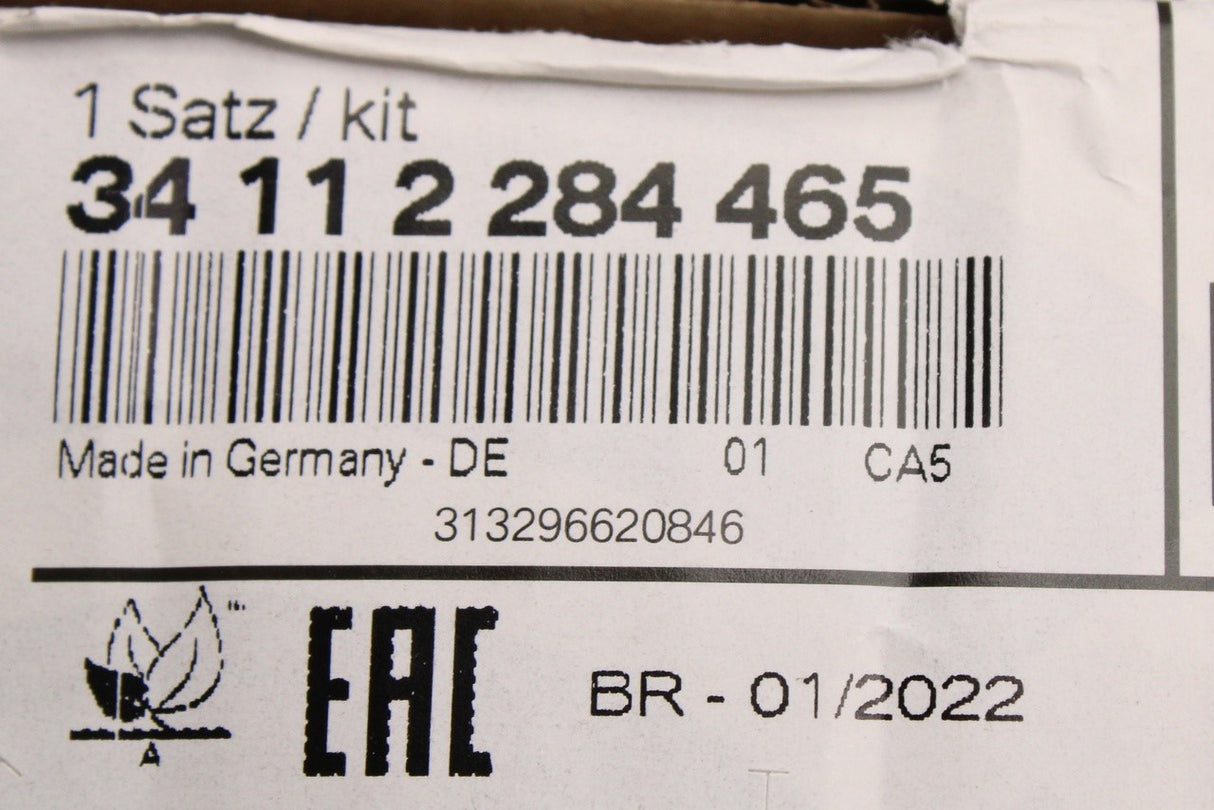 1 Satz / kit
34 11 2 284 465
Made in Germany - DE 01 CA5
313296620846
A
EAC
BR - 01/2022